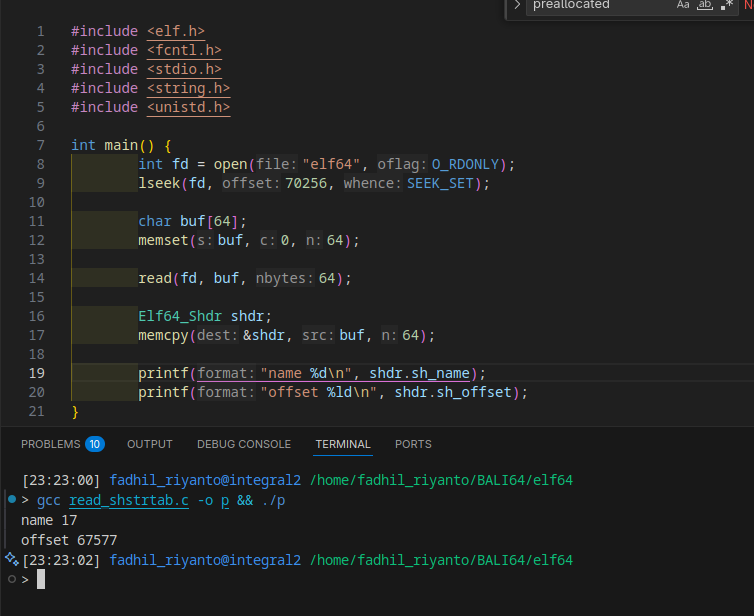 preallocated Aa ab .* N
1 #include <elf.h>
2 #include <fcntl.h>
3 #include <stdio.h>
4 #include <string.h>
5 #include <unistd.h>
6
7 int main() {
8 int fd = open(file: "elf64", oflag: O_RDONLY);
9 lseek(fd, offset: 70256, whence: SEEK_SET);
10
11 char buf[64];
12 memset(s: buf, c: 0, n: 64);
13
14 read(fd, buf, nbytes: 64);
15
16 Elf64_Shdr shdr;
17 memcpy(dest: &shdr, src: buf, n: 64);
18
19 printf(format: "name %d\n", shdr.sh_name);
20 printf(format: "offset %ld\n", shdr.sh_offset);
21 }
PROBLEMS 10 OUTPUT DEBUG CONSOLE TERMINAL PORTS
[23:23:00] fadhil_riyanto@integral2 /home/fadhil_riyanto/BALI64/elf64
> gcc read_shstrtab.c -o p && ./p
name 17
offset 67577
[23:23:02] fadhil_riyanto@integral2 /home/fadhil_riyanto/BALI64/elf64
>